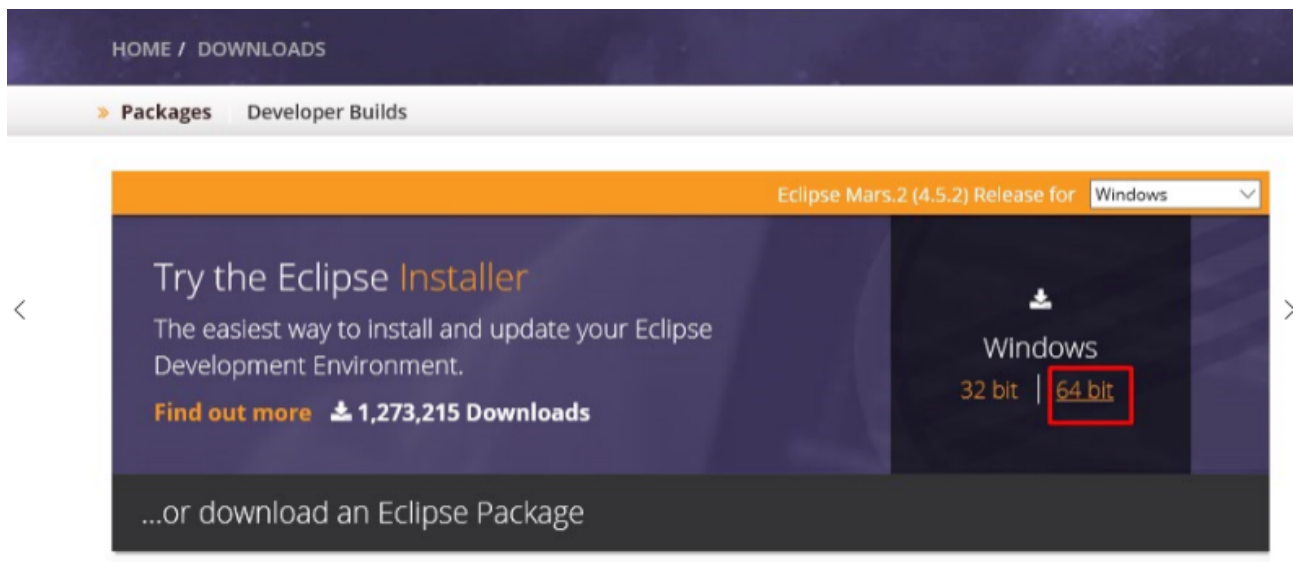 HOME / DOWNLOADS
» Packages Developer Builds
Eclipse Mars.2 (4.5.2) Release for Windows
Try the Eclipse Installer
The easiest way to install and update your Eclipse
Development Environment.
Find out more 1,273,215 Downloads
Windows
32 bit | 64 bit
...or download an Eclipse Package